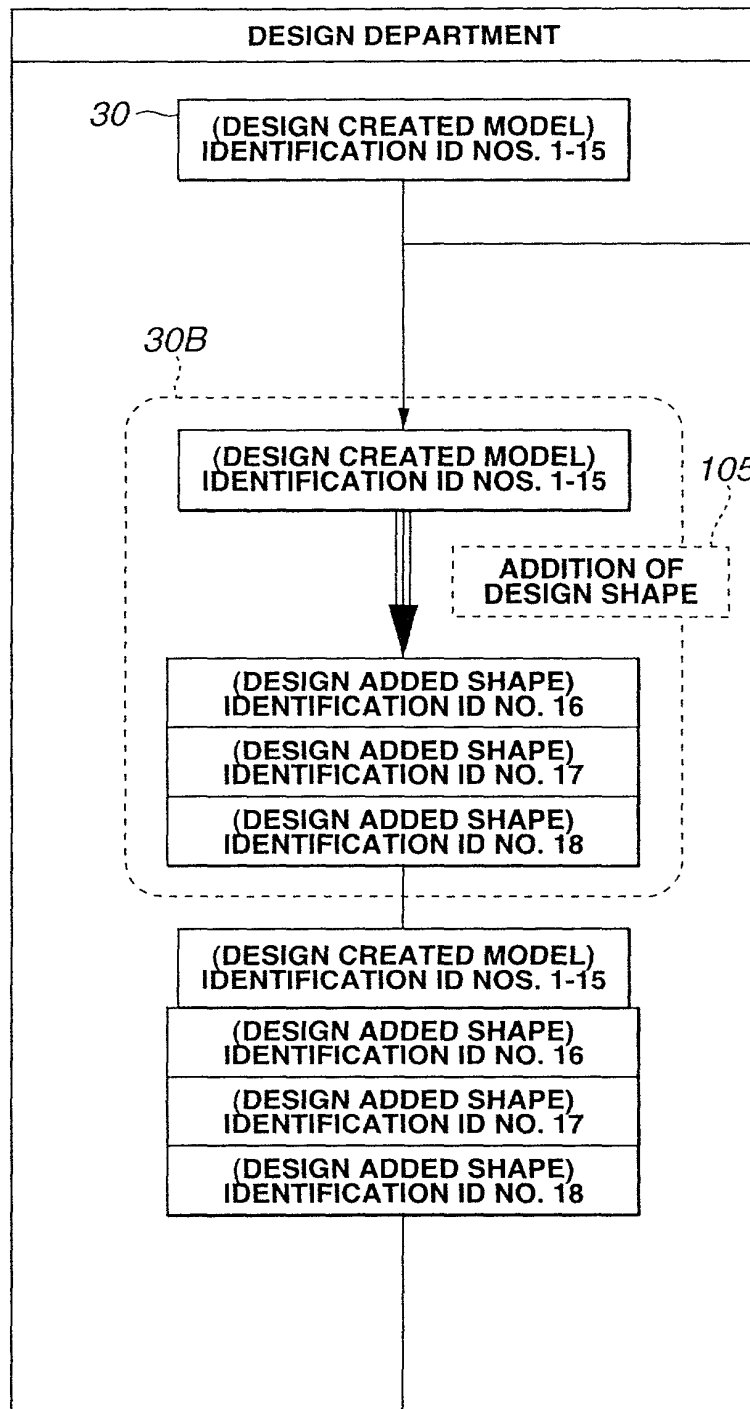 DESIGN DEPARTMENT
30
(DESIGN CREATED MODEL)
IDENTIFICATION ID NOS. 1-15
30B
(DESIGN CREATED MODEL)
IDENTIFICATION ID NOS. 1-15
105
ADDITION OF
DESIGN SHAPE
(DESIGN ADDED SHAPE)
IDENTIFICATION ID NO. 16
(DESIGN ADDED SHAPE)
IDENTIFICATION ID NO. 17
(DESIGN ADDED SHAPE)
IDENTIFICATION ID NO. 18
(DESIGN CREATED MODEL)
IDENTIFICATION ID NOS. 1-15
(DESIGN ADDED SHAPE)
IDENTIFICATION ID NO. 16
(DESIGN ADDED SHAPE)
IDENTIFICATION ID NO. 17
(DESIGN ADDED SHAPE)
IDENTIFICATION ID NO. 18